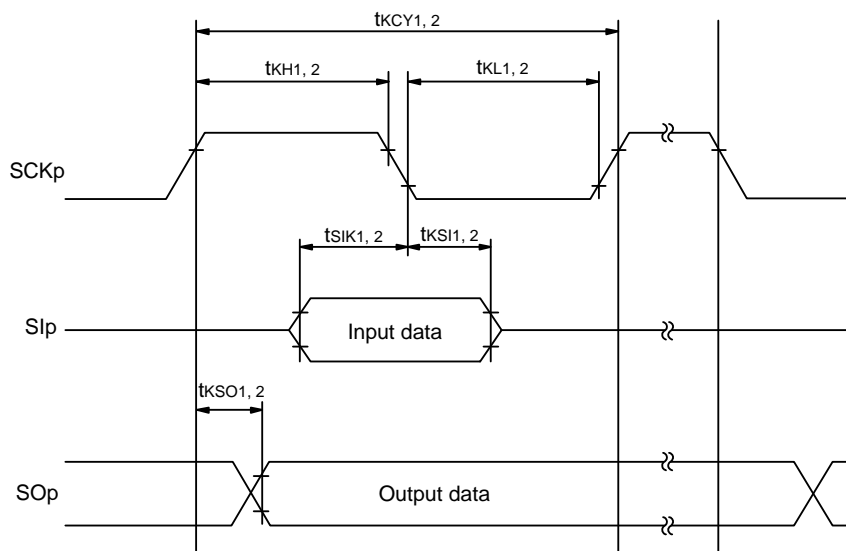 tKCY1, 2
tKH1, 2
tKL1, 2
SCKp
tSIK1, 2
tKSI1, 2
SIp
Input data
tKSO1, 2
SOp
Output data